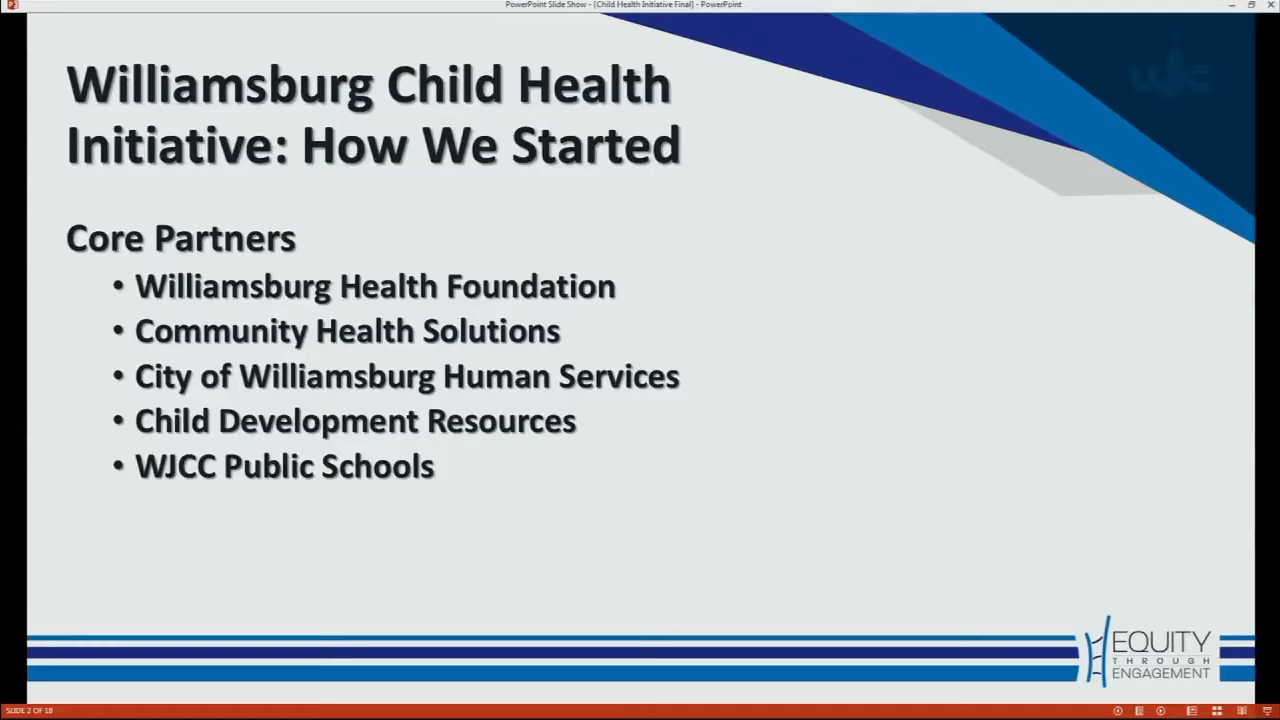 PowerPoint Slide Show - [Child Health Initiative Final] - PowerPoint
Williamsburg Child Health
Initiative: How We Started
Core Partners
• Williamsburg Health Foundation
• Community Health Solutions
• City of Williamsburg Human Services
• Child Development Resources
• WJCC Public Schools
EQUITY
THROUGH
ENGAGEMENT
SLIDE 2 OF 18